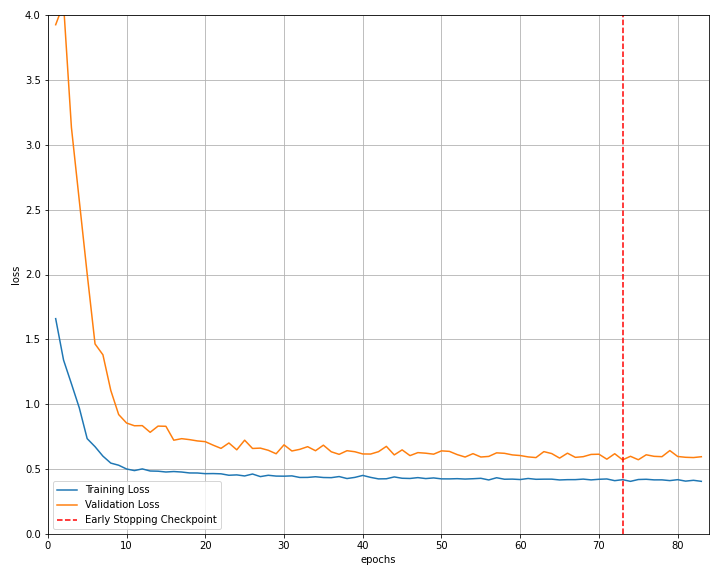 4.0
3.5
3.0
2.5
2.0
1.5
1.0
0.5
0.0
loss
Training Loss
Validation Loss
Early Stopping Checkpoint
0 10 20 30 40 50 60 70 80
epochs